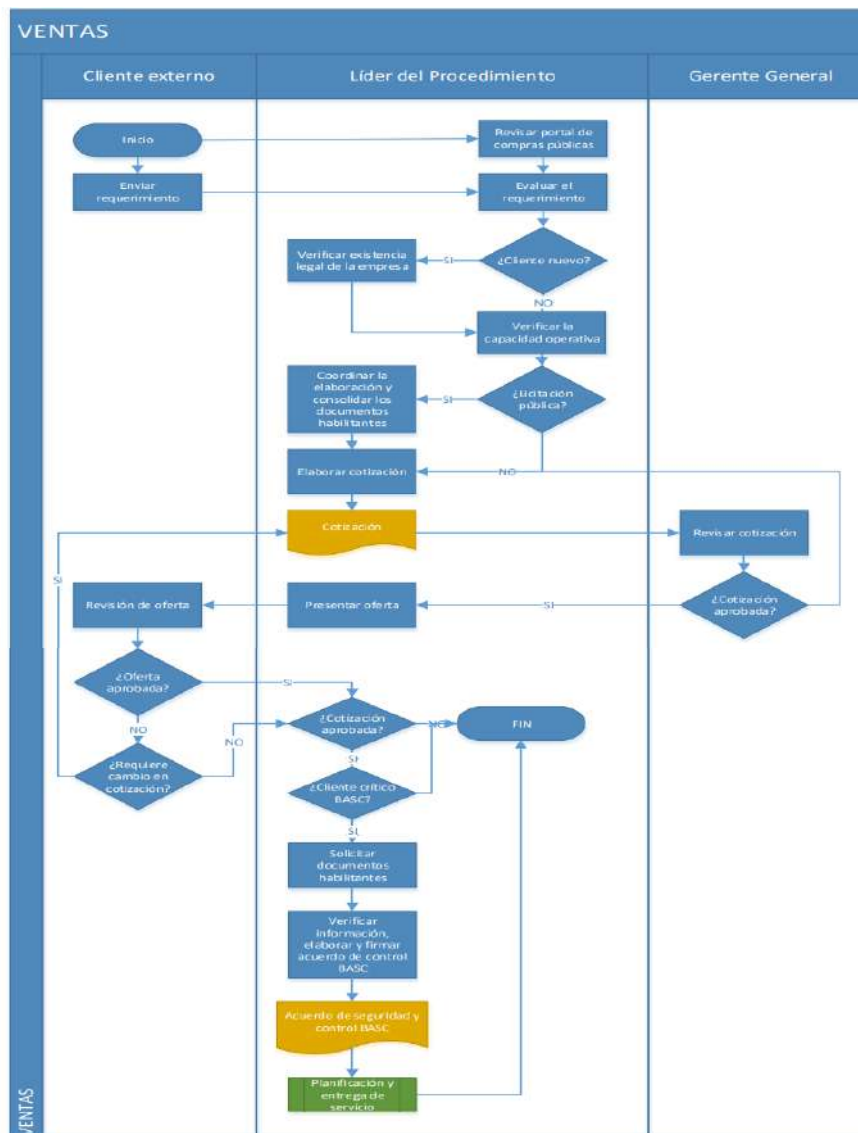 VENTAS
Cliente externo
Líder del Procedimiento
Gerente General
Inicio
Revisar portal de
compras públicas
Enviar
requerimiento
Evaluar el
requerimiento
Verificar existencia
legal de la empresa
SI
¿Cliente nuevo?
NO
Verificar la
capacidad operativa
Coordinar la
elaboración y
consolidar los
documentos
habilitantes
SI
¿Licitación
pública?
Elaborar cotización
NO
Cotización
Revisar cotización
SI
Revisión de oferta
Presentar oferta
SI
¿Cotización
aprobada?
¿Oferta
aprobada?
SI
NO
NO
¿Cotización
aprobada?
NO
FIN
¿Requiere
cambio en
cotización?
SI
¿Cliente crítico
BASC?
SI
Solicitar
documentos
habilitantes
Verificar
información,
elaborar y firmar
acuerdo de control
BASC
Acuerdo de seguridad y
control BASC
Planificación y
entrega de
servicio
VENTAS